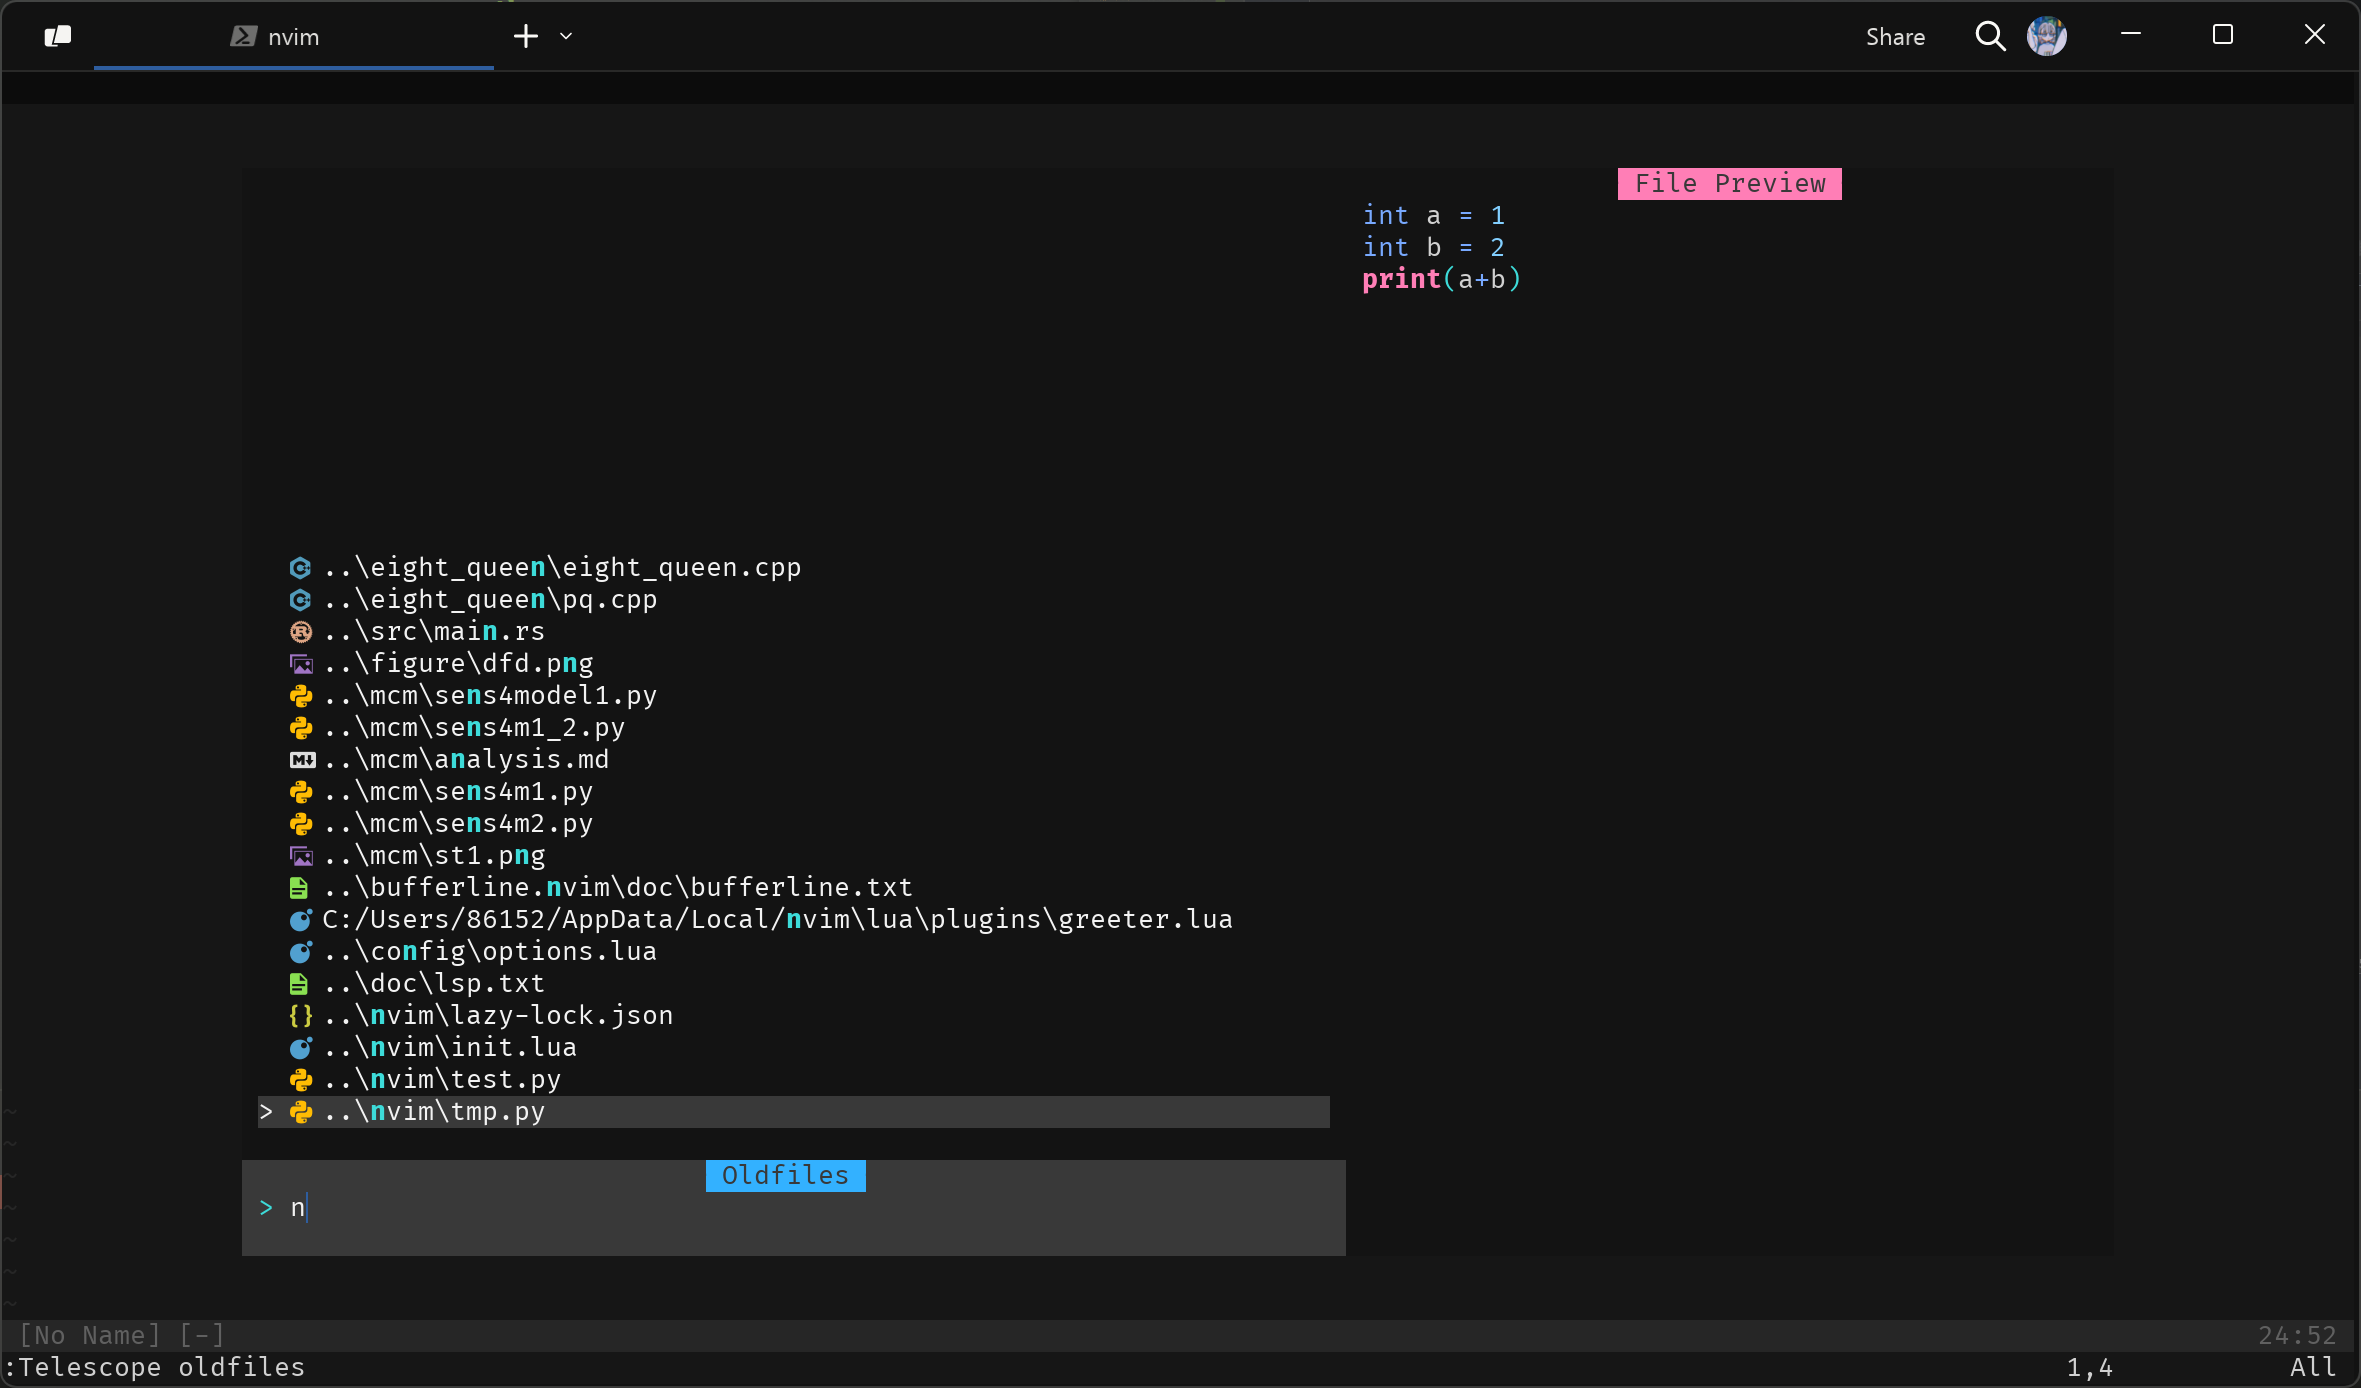 nvim
Share
File Preview
int a = 1
int b = 2
print(a+b)
..\eight_queen\eight_queen.cpp
..\eight_queen\pq.cpp
..\src\main.rs
..\figure\dfd.png
..\mcm\sens4model1.py
..\mcm\sens4m1_2.py
..\mcm\analysis.md
..\mcm\sens4m1.py
..\mcm\sens4m2.py
..\mcm\st1.png
..\bufferline.nvim\doc\bufferline.txt
C:/Users/86152/AppData/Local/nvim\lua\plugins\greeter.lua
..\config\options.lua
..\doc\lsp.txt
..\nvim\lazy-lock.json
..\nvim\init.lua
..\nvim\test.py
> ..\nvim\tmp.py
Oldfiles
> n
[No Name] [-] 24:52
:Telescope oldfiles 1,4 All